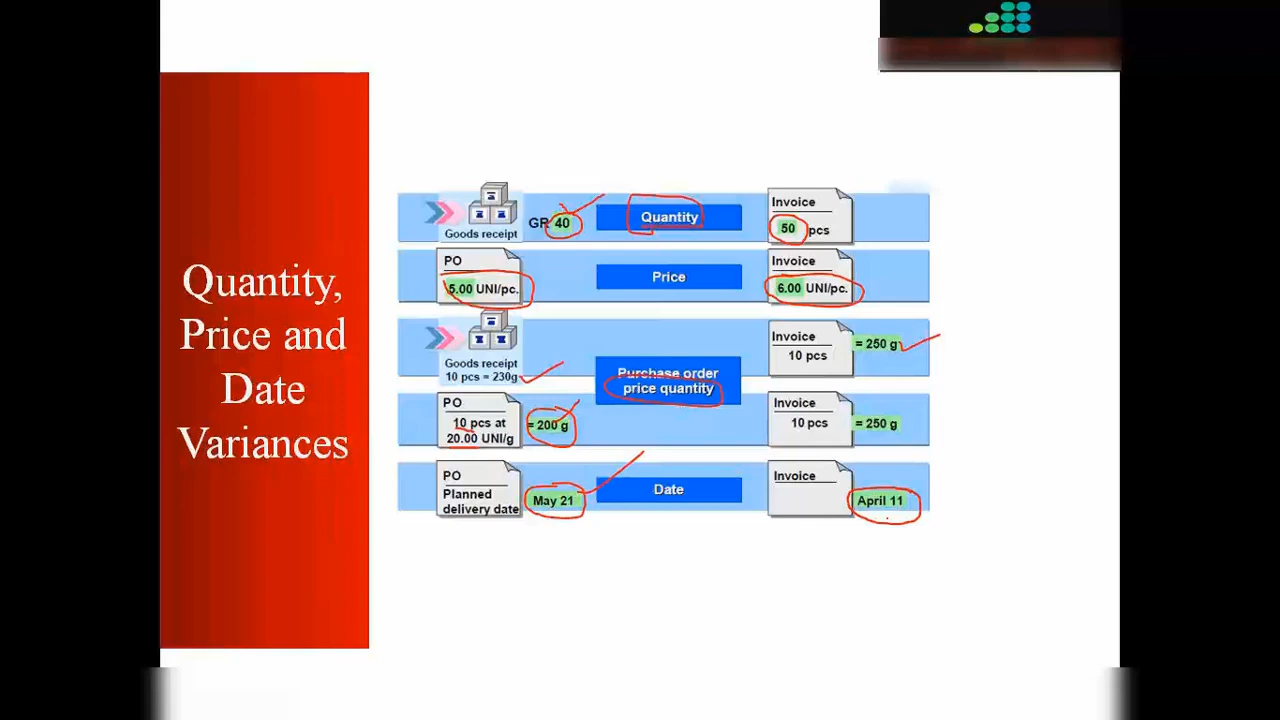 Quantity,
Price and
Date
Variances
Goods receipt
GR 40
Quantity
Invoice
50 pcs
PO
5.00 UNI/pc.
Price
Invoice
6.00 UNI/pc.
Goods receipt
10 pcs = 230g
Purchase order
price quantity
Invoice
10 pcs
= 250 g
PO
10 pcs at
20.00 UNI/g
= 200 g
Invoice
10 pcs
= 250 g
PO
Planned
delivery date
May 21
Date
Invoice
April 11